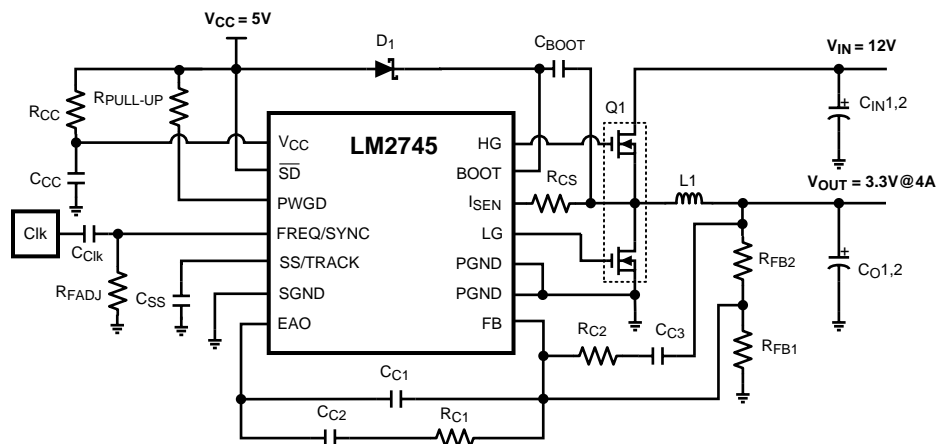 VCC = 5V
D1
CBOOT
VIN = 12V
RCC
RPULL-UP
CIN1,2
Q1
VCC
LM2745
HG
SD
BOOT
CCC
RCS
L1
VOUT = 3.3V@4A
PWGD
ISEN
Clk
CClk
FREQ/SYNC
LG
RFB2
CO1,2
RFADJ
CSS
SS/TRACK
PGND
SGND
PGND
EAO
FB
RC2
CC3
RFB1
CC1
CC2
RC1
+
+